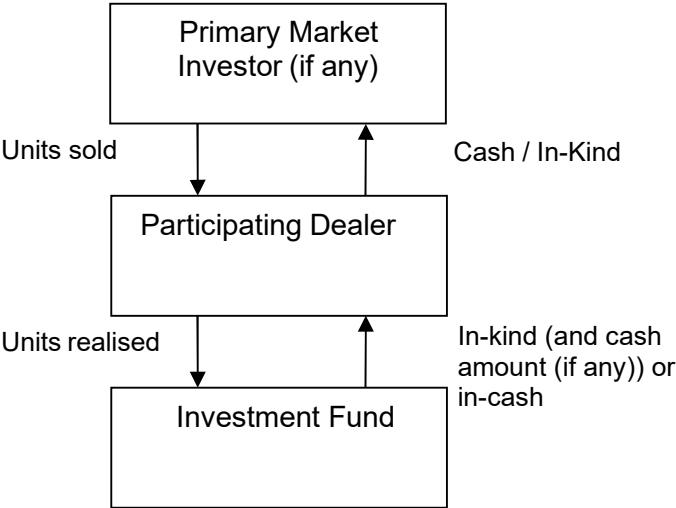 Primary Market
Investor (if any)
Units sold
Cash / In-Kind
Participating Dealer
Units realised
In-kind (and cash
amount (if any)) or
in-cash
Investment Fund